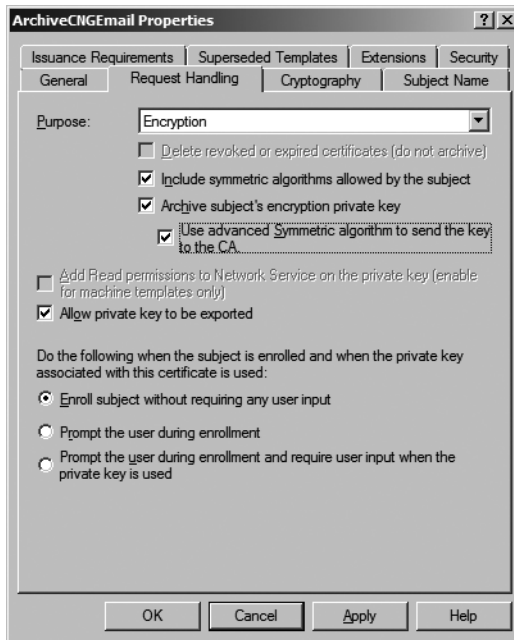 ArchiveCNGEmail Properties
Issuance Requirements Superseded Templates Extensions Security
General Request Handling Cryptography Subject Name
Purpose: Encryption
Delete revoked or expired certificates (do not archive)
Include symmetric algorithms allowed by the subject
Archive subject's encryption private key
Use advanced Symmetric algorithm to send the key
to the CA.
Add Read permissions to Network Service on the private key (enable
for machine templates only)
Allow private key to be exported
Do the following when the subject is enrolled and when the private key
associated with this certificate is used:
Enroll subject without requiring any user input
Prompt the user during enrollment
Prompt the user during enrollment and require user input when the
private key is used
OK Cancel Apply Help